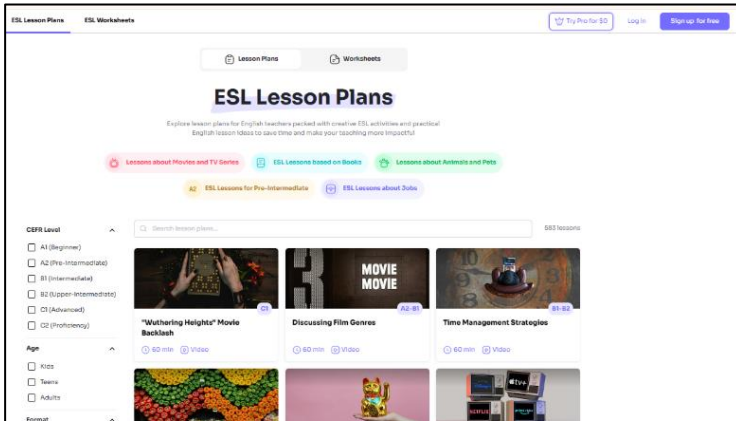 ESL Lesson Plans
ESL Worksheets
Try Pro for $0
Log in
Sign up for free
Lesson Plans
Worksheets
ESL Lesson Plans
Explore lesson plans for English teachers packed with creative ESL activities and practical
English lesson ideas to save time and make your teaching more impactful
Lessons about Movies and TV Series
ESL Lessons based on Books
Lessons about Animals and Pets
A2 ESL Lessons for Pre-Intermediate
ESL Lessons about Jobs
CEFR Level
Search lesson plans...
583 lessons
A1 (Beginner)
A2 (Pre-Intermediate)
B1 (Intermediate)
B2 (Upper-Intermediate)
C1 (Advanced)
C2 (Proficiency)
Age
Kids
Teens
Adults
Format
C1
"Wuthering Heights" Movie
Backlash
60 min Video
3
MOVIE
MOVIE
A2-B1
Discussing Film Genres
60 min Video
B1-B2
Time Management Strategies
60 min Video
NETFLIX
tv+